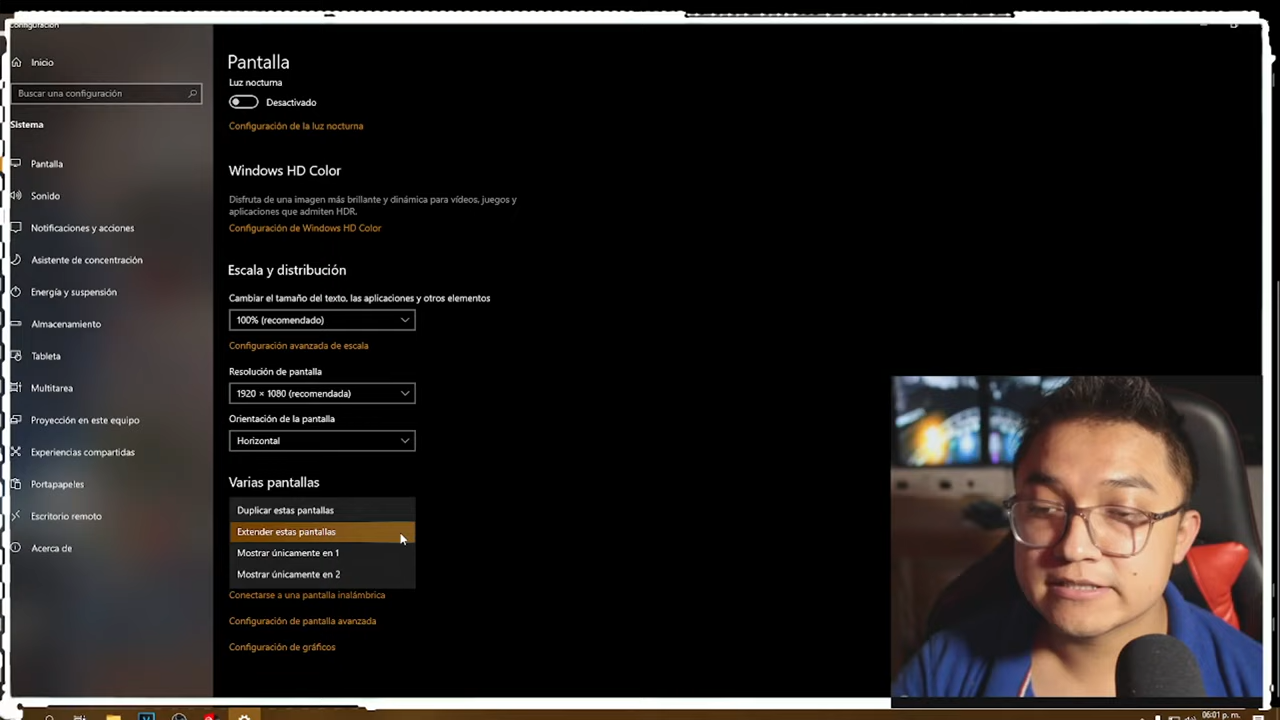 Configuración
Inicio
Buscar una configuración
Sistema
Pantalla
Sonido
Notificaciones y acciones
Asistente de concentración
Energía y suspensión
Almacenamiento
Tableta
Multitarea
Proyección en este equipo
Experiencias compartidas
Portapapeles
Escritorio remoto
Acerca de
Pantalla
Luz nocturna
Desactivado
Configuración de la luz nocturna
Windows HD Color
Disfruta de una imagen más brillante y dinámica para vídeos, juegos y
aplicaciones que admiten HDR.
Configuración de Windows HD Color
Escala y distribución
Cambiar el tamaño del texto, las aplicaciones y otros elementos
100% (recomendado)
Configuración avanzada de escala
Resolución de pantalla
1920 × 1080 (recomendada)
Orientación de la pantalla
Horizontal
Varias pantallas
Duplicar estas pantallas
Extender estas pantallas
Mostrar únicamente en 1
Mostrar únicamente en 2
Conectarse a una pantalla inalámbrica
Configuración de pantalla avanzada
Configuración de gráficos
06:01 p. m.